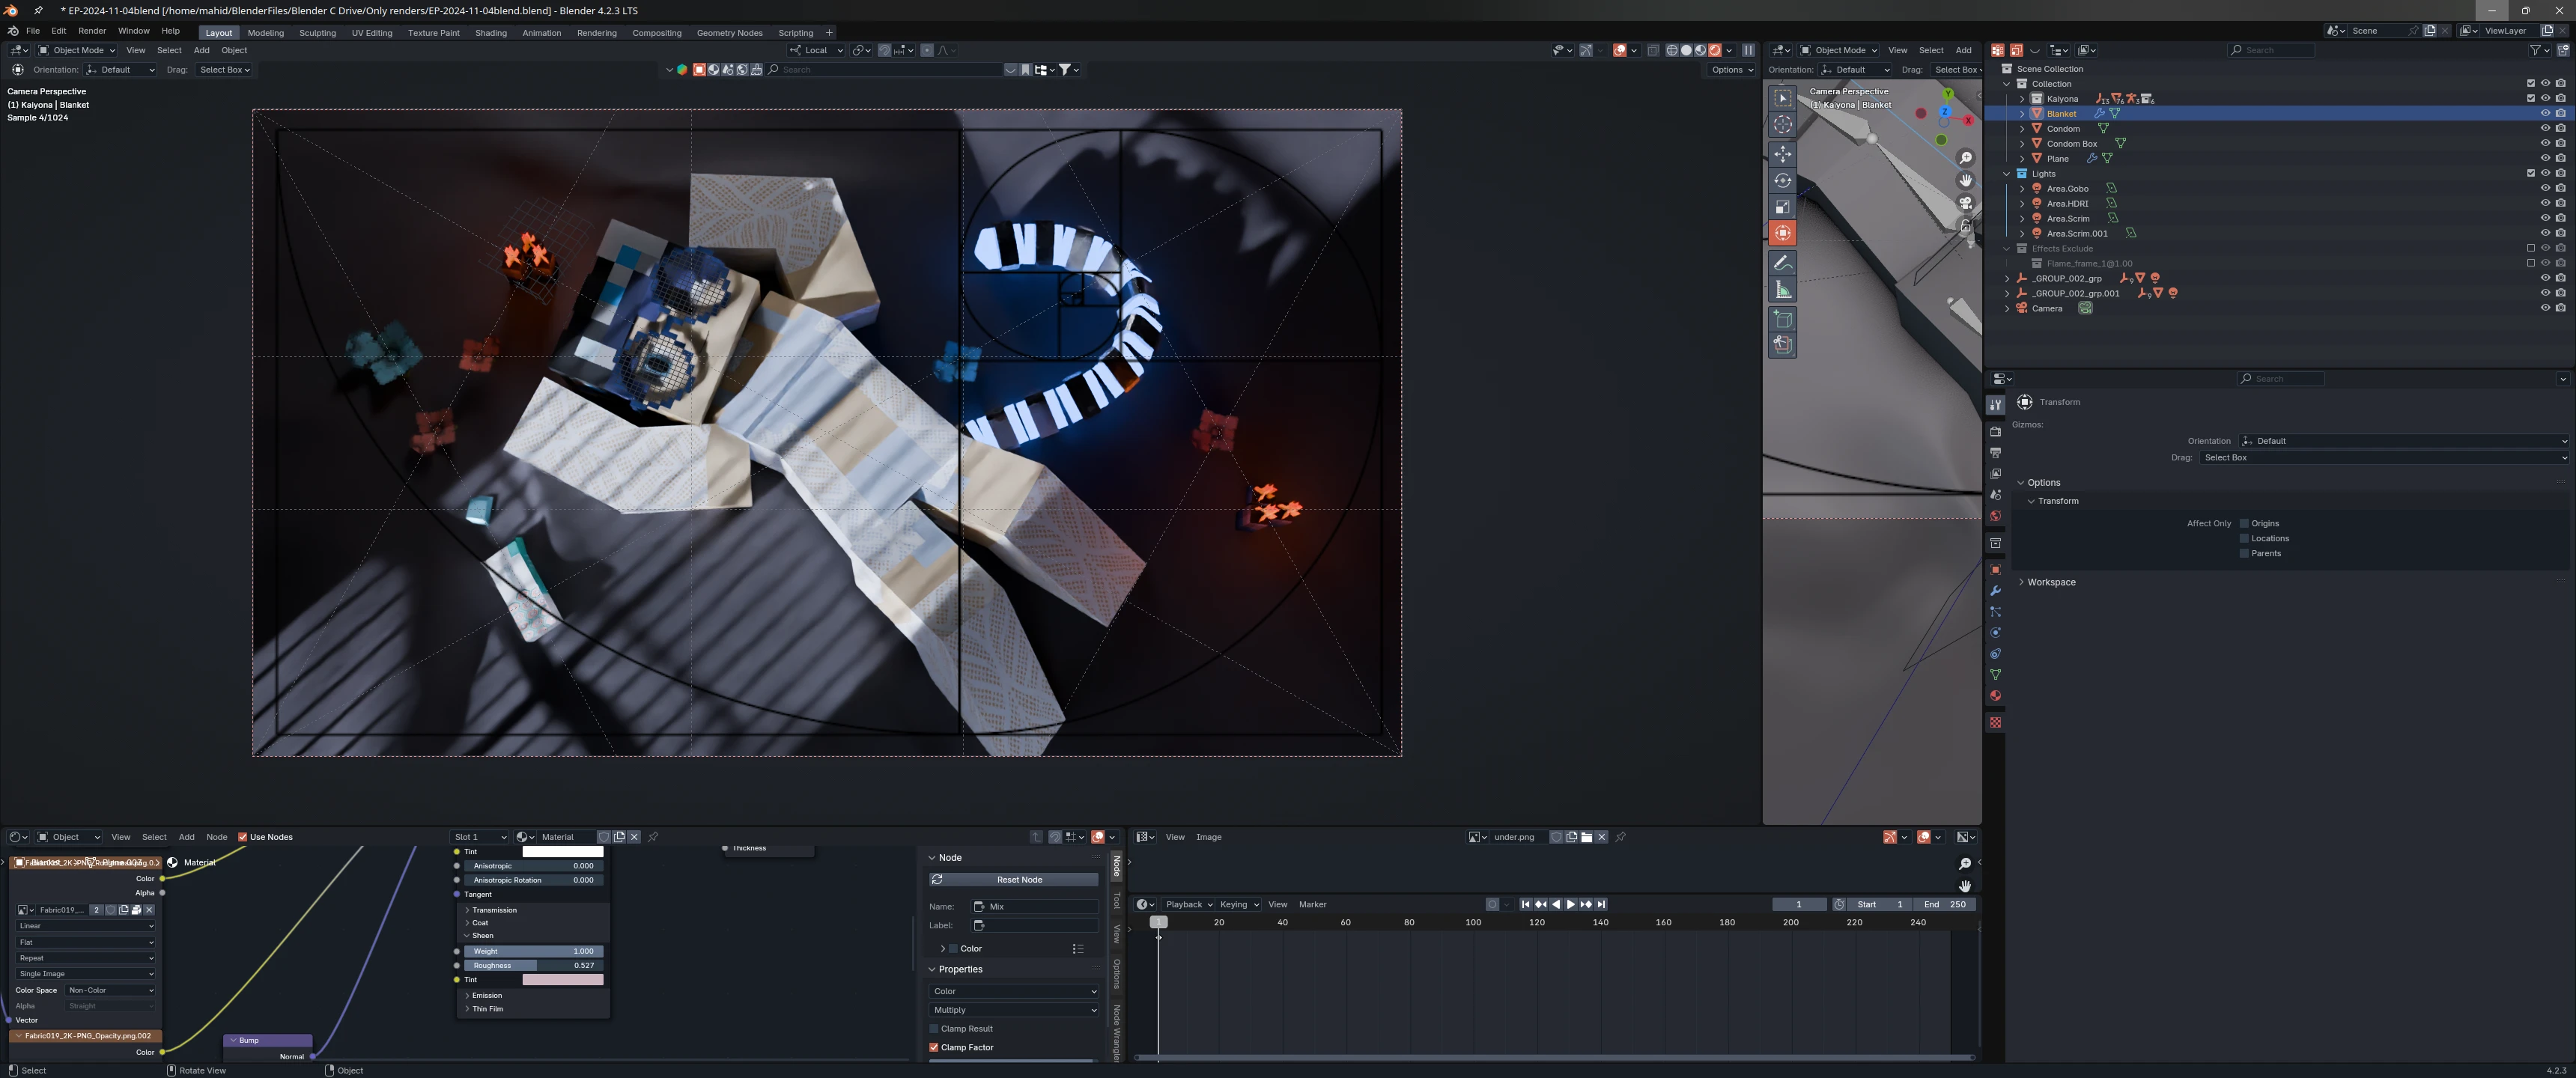 * EP-2024-11-04blend [/home/mahid/BlenderFiles/Blender C Drive/Only renders/EP-2024-11-04blend.blend] - Blender 4.2.3 LTS
File Edit Render Window Help Layout Modeling Sculpting UV Editing Texture Paint Shading Animation Rendering Compositing Geometry Nodes Scripting + Scene ViewLayer
Object Mode View Select Add Object Local Object Mode View Select Add Search
Orientation: Default Drag: Select Box Search Options Orientation: Default Drag: Select Box
Camera Perspective
(1) Kaiyona | Blanket
Sample 4/1024
Camera Perspective
(1) Kaiyona | Blanket
Y
Z
X
Scene Collection
Collection
Kaiyona
Blanket
Condom
Condom Box
Plane
Lights
Area.Gobo
Area.HDRI
Area.Scrim
Area.Scrim.001
Effects Exclude
Flame_frame_1@1.00
_GROUP_002_grp
_GROUP_002_grp.001
Camera
Search
Transform
Gizmos:
Orientation Default
Drag: Select Box
Options
Transform
Affect Only Origins
Locations
Parents
Workspace
Object View Select Add Node Use Nodes Slot 1 Material
Material
Color
Alpha
Fabric019_... 2
Linear
Flat
Repeat
Single Image
Color Space Non-Color
Alpha Straight
Vector
Fabric019_2K-PNG_Opacity.png.002
Color
Bump
Normal
Tint
Anisotropic 0.000
Anisotropic Rotation 0.000
Tangent
Transmission
Coat
Sheen
Weight 1.000
Roughness 0.527
Tint
Emission
Thin Film
Thickness
Node
Reset Node
Name: Mix
Label:
Color
Properties
Color
Multiply
Clamp Result
Clamp Factor
Node
Tool
View
Options
Node Wrangler
View Image under.png
Playback Keying View Marker 1 Start 1 End 250
1 20 40 60 80 100 120 140 160 180 200 220 240
Select Rotate View Object 4.2.3